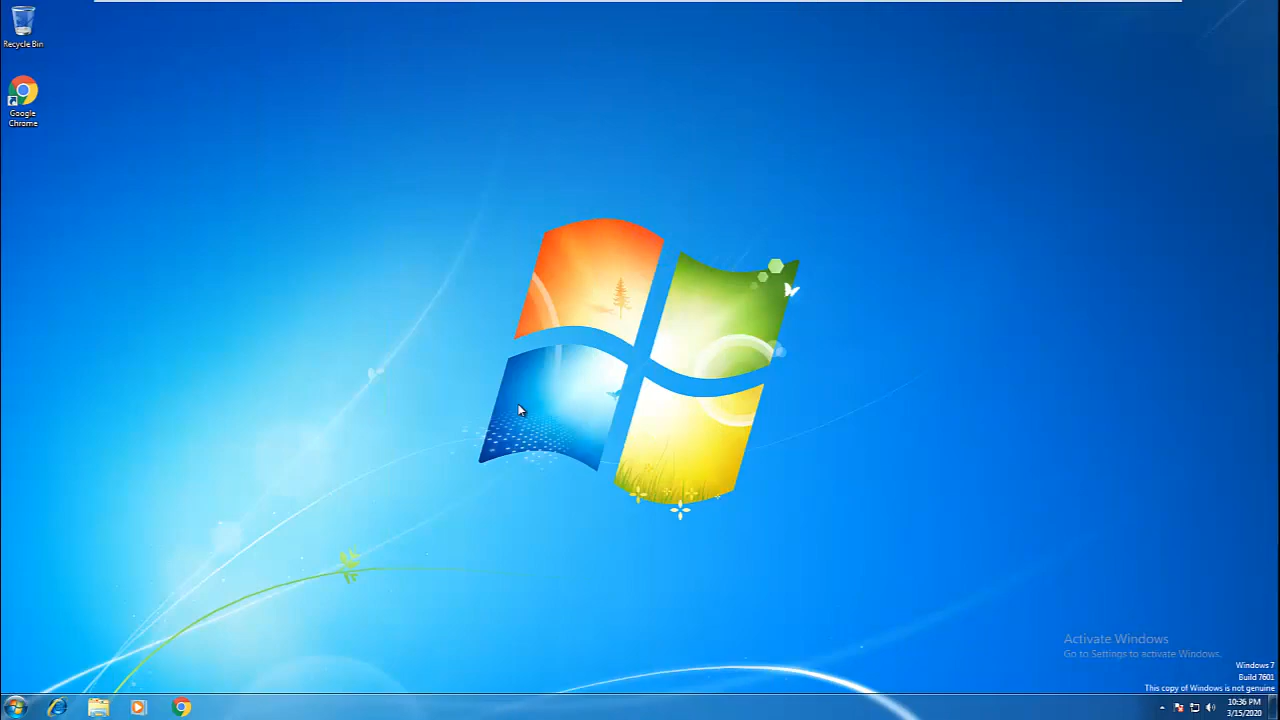 Recycle Bin
Google
Chrome
Activate Windows
Go to Settings to activate Windows.
Windows 7
Build 7601
This copy of Windows is not genuine
10:36 PM
3/15/2020